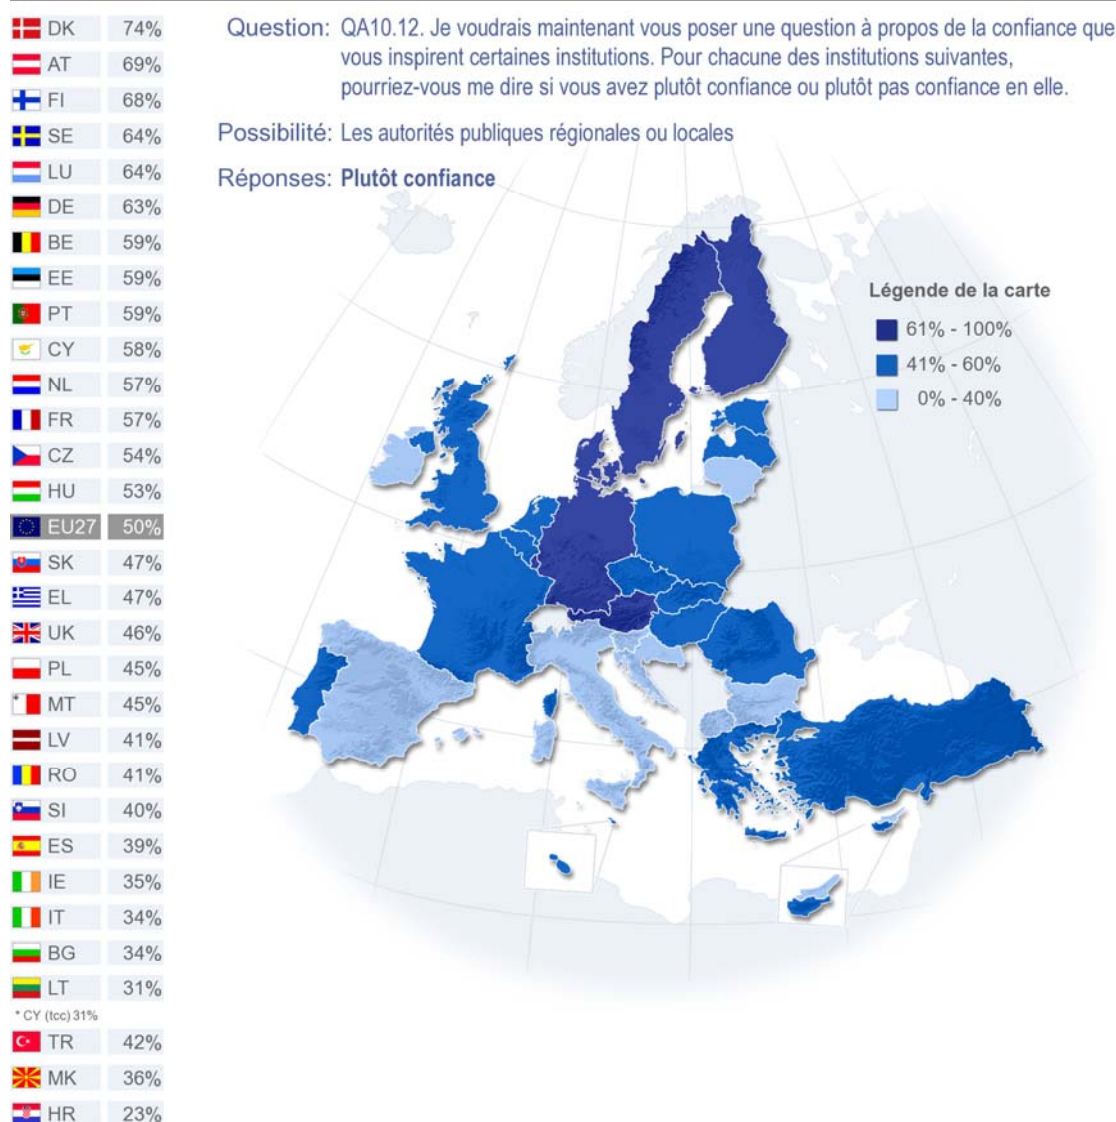 Question: QA10.12. Je voudrais maintenant vous poser une question à propos de la confiance que
vous inspirent certaines institutions. Pour chacune des institutions suivantes,
pourriez-vous me dire si vous avez plutôt confiance ou plutôt pas confiance en elle.
Possibilité: Les autorités publiques régionales ou locales
Réponses: Plutôt confiance
DK 74%
AT 69%
FI 68%
SE 64%
LU 64%
DE 63%
BE 59%
EE 59%
PT 59%
CY 58%
NL 57%
FR 57%
CZ 54%
HU 53%
EU27 50%
SK 47%
EL 47%
UK 46%
PL 45%
MT 45%
LV 41%
RO 41%
SI 40%
ES 39%
IE 35%
IT 34%
BG 34%
LT 31%
* CY (tcc) 31%
TR 42%
MK 36%
HR 23%
Légende de la carte
61% - 100%
41% - 60%
0% - 40%